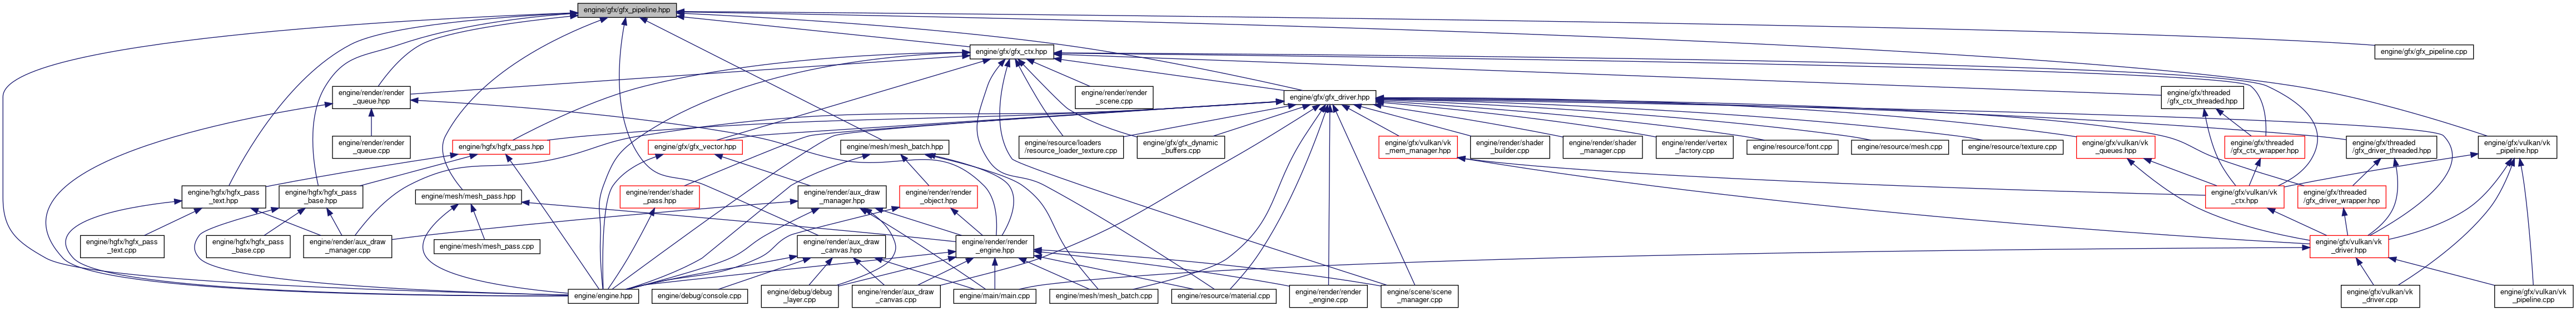 engine/gfx/gfx_pipeline.hpp
engine/gfx/gfx_ctx.hpp
engine/gfx/gfx_pipeline.cpp
engine/render/render
_queue.hpp
engine/render/render
_scene.cpp
engine/gfx/gfx_driver.hpp
engine/gfx/threaded
/gfx_ctx_threaded.hpp
engine/render/render
_queue.cpp
engine/hgfx/hgfx_pass.hpp
engine/gfx/gfx_vector.hpp
engine/mesh/mesh_batch.hpp
engine/resource/loaders
/resource_loader_texture.cpp
engine/gfx/gfx_dynamic
_buffers.cpp
engine/gfx/vulkan/vk
_mem_manager.hpp
engine/render/shader
_builder.cpp
engine/render/shader
_manager.cpp
engine/render/vertex
_factory.cpp
engine/resource/font.cpp
engine/resource/mesh.cpp
engine/resource/texture.cpp
engine/gfx/vulkan/vk
_queues.hpp
engine/gfx/threaded
/gfx_ctx_wrapper.hpp
engine/gfx/threaded
/gfx_driver_threaded.hpp
engine/gfx/vulkan/vk
_pipeline.hpp
engine/hgfx/hgfx_pass
_text.hpp
engine/hgfx/hgfx_pass
_base.hpp
engine/mesh/mesh_pass.hpp
engine/render/shader
_pass.hpp
engine/render/aux_draw
_manager.hpp
engine/render/render
_object.hpp
engine/gfx/vulkan/vk
_ctx.hpp
engine/gfx/threaded
/gfx_driver_wrapper.hpp
engine/hgfx/hgfx_pass
_text.cpp
engine/hgfx/hgfx_pass
_base.cpp
engine/render/aux_draw
_manager.cpp
engine/mesh/mesh_pass.cpp
engine/render/aux_draw
_canvas.hpp
engine/render/render
_engine.hpp
engine/gfx/vulkan/vk
_driver.hpp
engine/engine.hpp
engine/debug/console.cpp
engine/debug/debug
_layer.cpp
engine/render/aux_draw
_canvas.cpp
engine/main/main.cpp
engine/mesh/mesh_batch.cpp
engine/resource/material.cpp
engine/render/render
_engine.cpp
engine/scene/scene
_manager.cpp
engine/gfx/vulkan/vk
_driver.cpp
engine/gfx/vulkan/vk
_pipeline.cpp